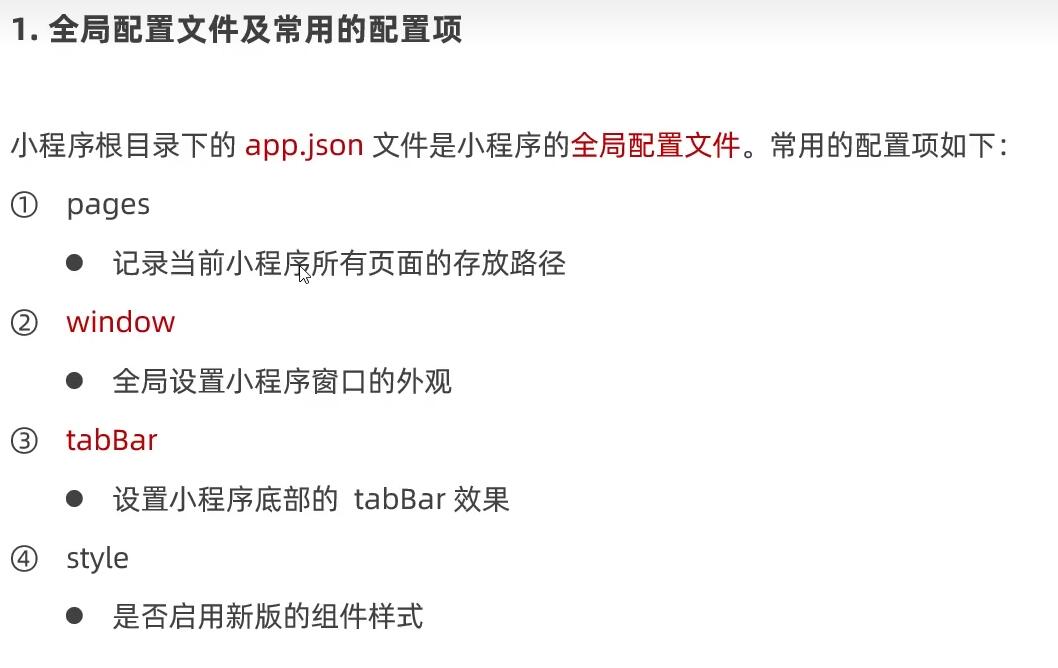 1. 全局配置文件及常用的配置项
小程序根目录下的 app.json 文件是小程序的全局配置文件。常用的配置项如下：
① pages
● 记录当前小程序所有页面的存放路径
② window
● 全局设置小程序窗口的外观
③ tabBar
● 设置小程序底部的 tabBar 效果
④ style
● 是否启用新版的组件样式